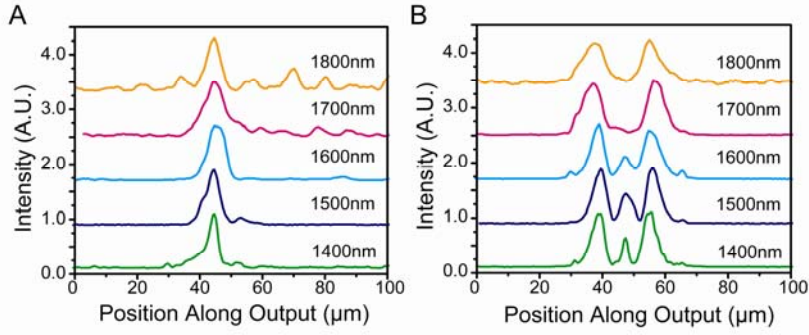 A
4.0
3.0
2.0
1.0
0.0
Intensity (A.U.)
1800nm
1700nm
1600nm
1500nm
1400nm
0 20 40 60 80 100
Position Along Output (μm)
B
4.0
3.0
2.0
1.0
0.0
Intensity (A.U.)
1800nm
1700nm
1600nm
1500nm
1400nm
0 20 40 60 80 100
Position Along Output (μm)